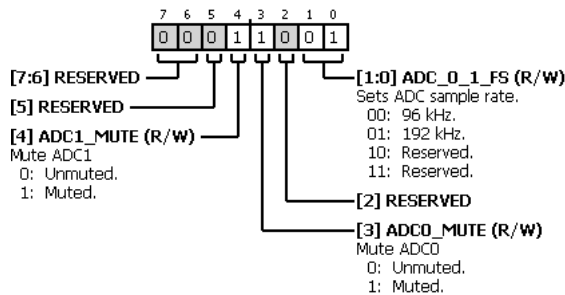 7 6 5 4 3 2 1 0
0 0 0 1 1 0 0 1
[7:6] RESERVED
[5] RESERVED
[4] ADC1_MUTE (R/W)
Mute ADC1
0: Unmuted.
1: Muted.
[1:0] ADC_0_1_FS (R/W)
Sets ADC sample rate.
00: 96 kHz.
01: 192 kHz.
10: Reserved.
11: Reserved.
[2] RESERVED
[3] ADC0_MUTE (R/W)
Mute ADC0
0: Unmuted.
1: Muted.